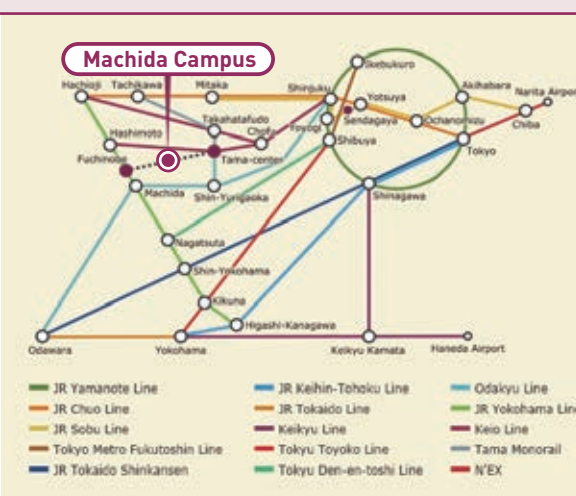 Machida Campus
Ikebukuro
Hachioji Tachikawa Mitaka Shinjuku
Yotsuya
Akihabara
Narita Airport
Takahatafudo
Yoyogi
Sendagaya
Ochanomizu
Chiba
Hashimoto
Chofu
Shibuya
Tokyo
Fuchinobe
Tama-center
Machida
Shin-Yurigaoka
Shinagawa
Nagatsuta
Shin-Yokohama
Kikuna
Higashi-Kanagawa
Odawara
Yokohama
Keikyu Kamata
Haneda Airport
JR Yamanote Line
JR Chuo Line
JR Sobu Line
Tokyo Metro Fukutoshin Line
JR Tokaido Shinkansen
JR Keihin-Tohoku Line
JR Tokaido Line
Keikyu Line
Tokyu Toyoko Line
Tokyu Den-en-toshi Line
Odakyu Line
JR Yokohama Line
Keio Line
Tama Monorail
N'EX